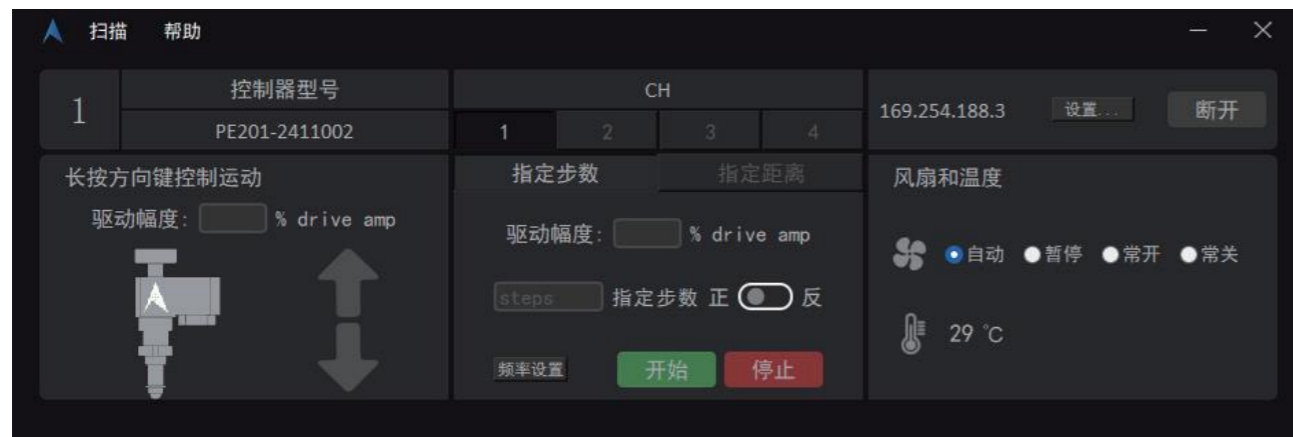 扫描 帮助
1
控制器型号
PE201-2411002
CH
1 2 3 4
169.254.188.3 设置... 断开
长按方向键控制运动
驱动幅度: % drive amp
指定步数 指定距离
驱动幅度: % drive amp
steps 指定步数 正 反
频率设置 开始 停止
风扇和温度
自动 暂停 常开 常关
29 ℃